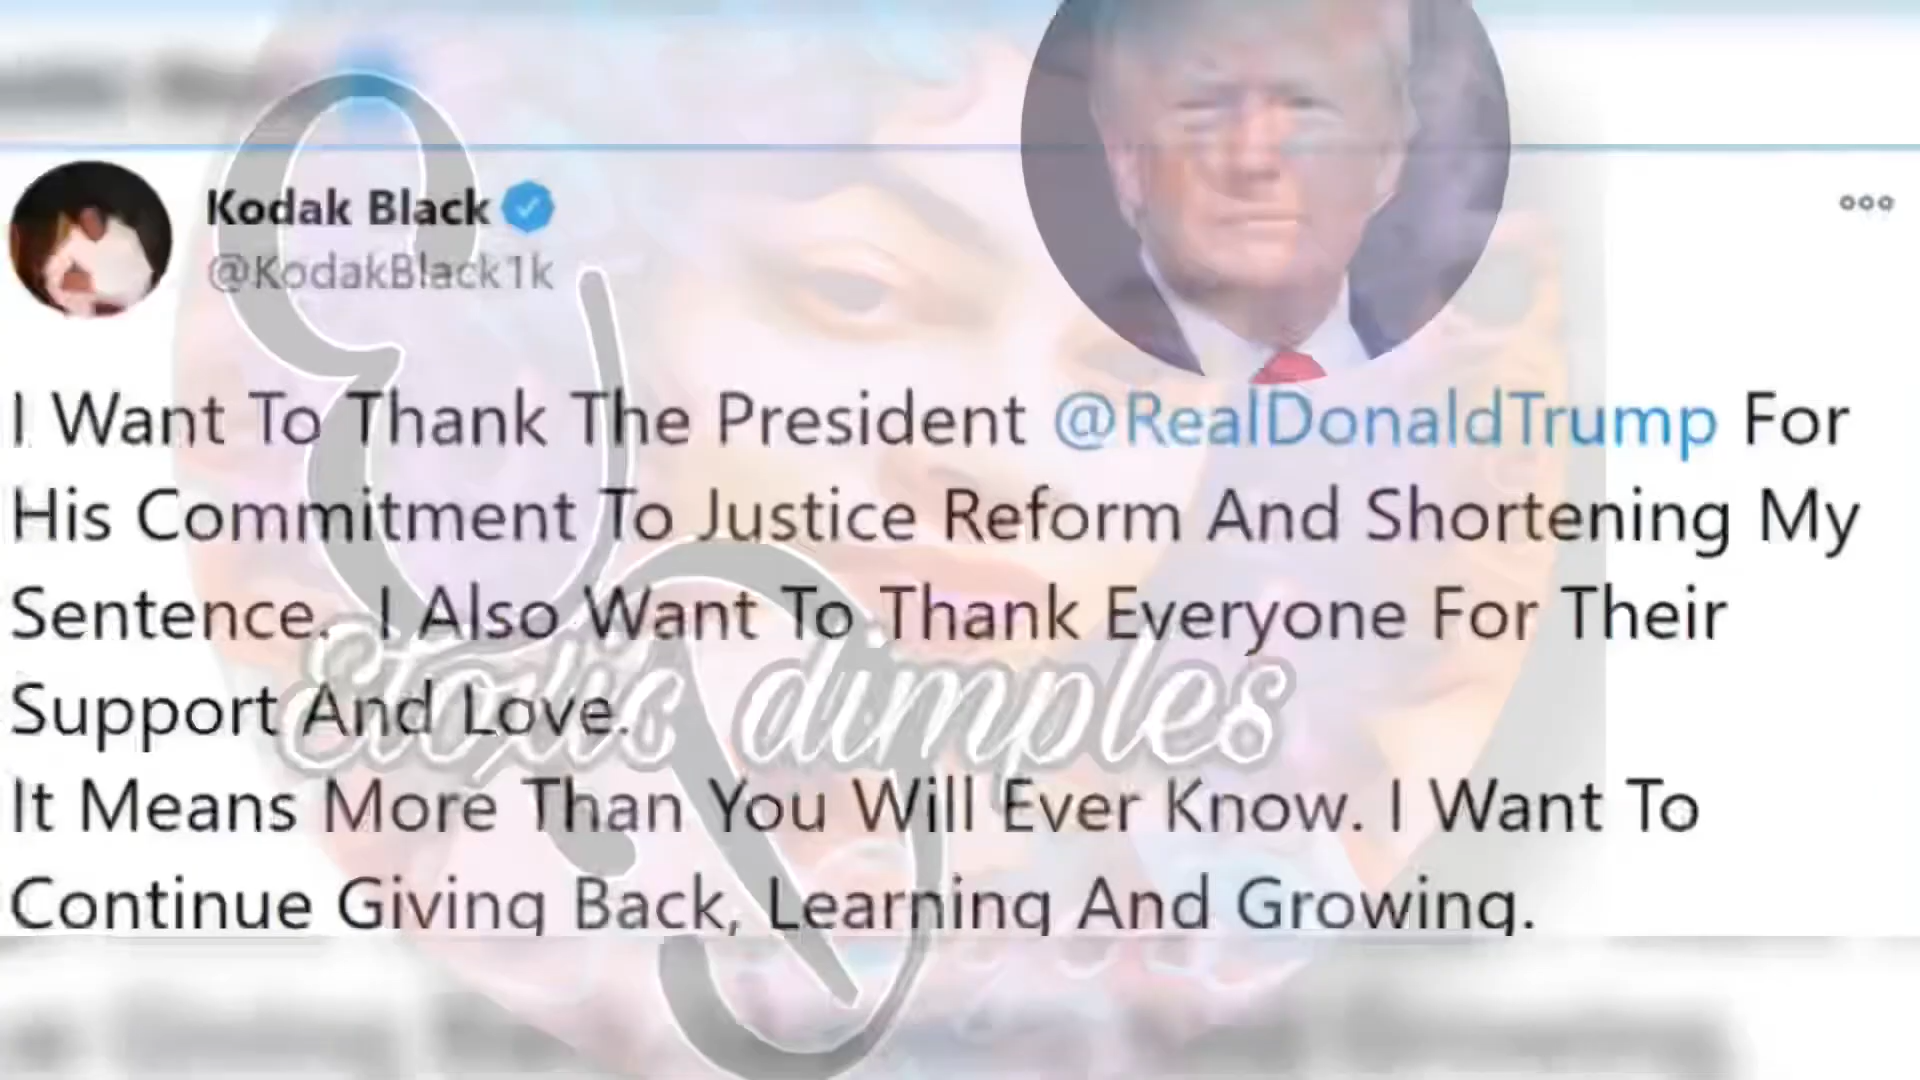 Kodak Black
@KodakBlack1k
I Want To Thank The President @RealDonaldTrump For
His Commitment To Justice Reform And Shortening My
Sentence. I Also Want To Thank Everyone For Their
Support And Love.
It Means More Than You Will Ever Know. I Want To
Continue Giving Back, Learning And Growing.
dimples